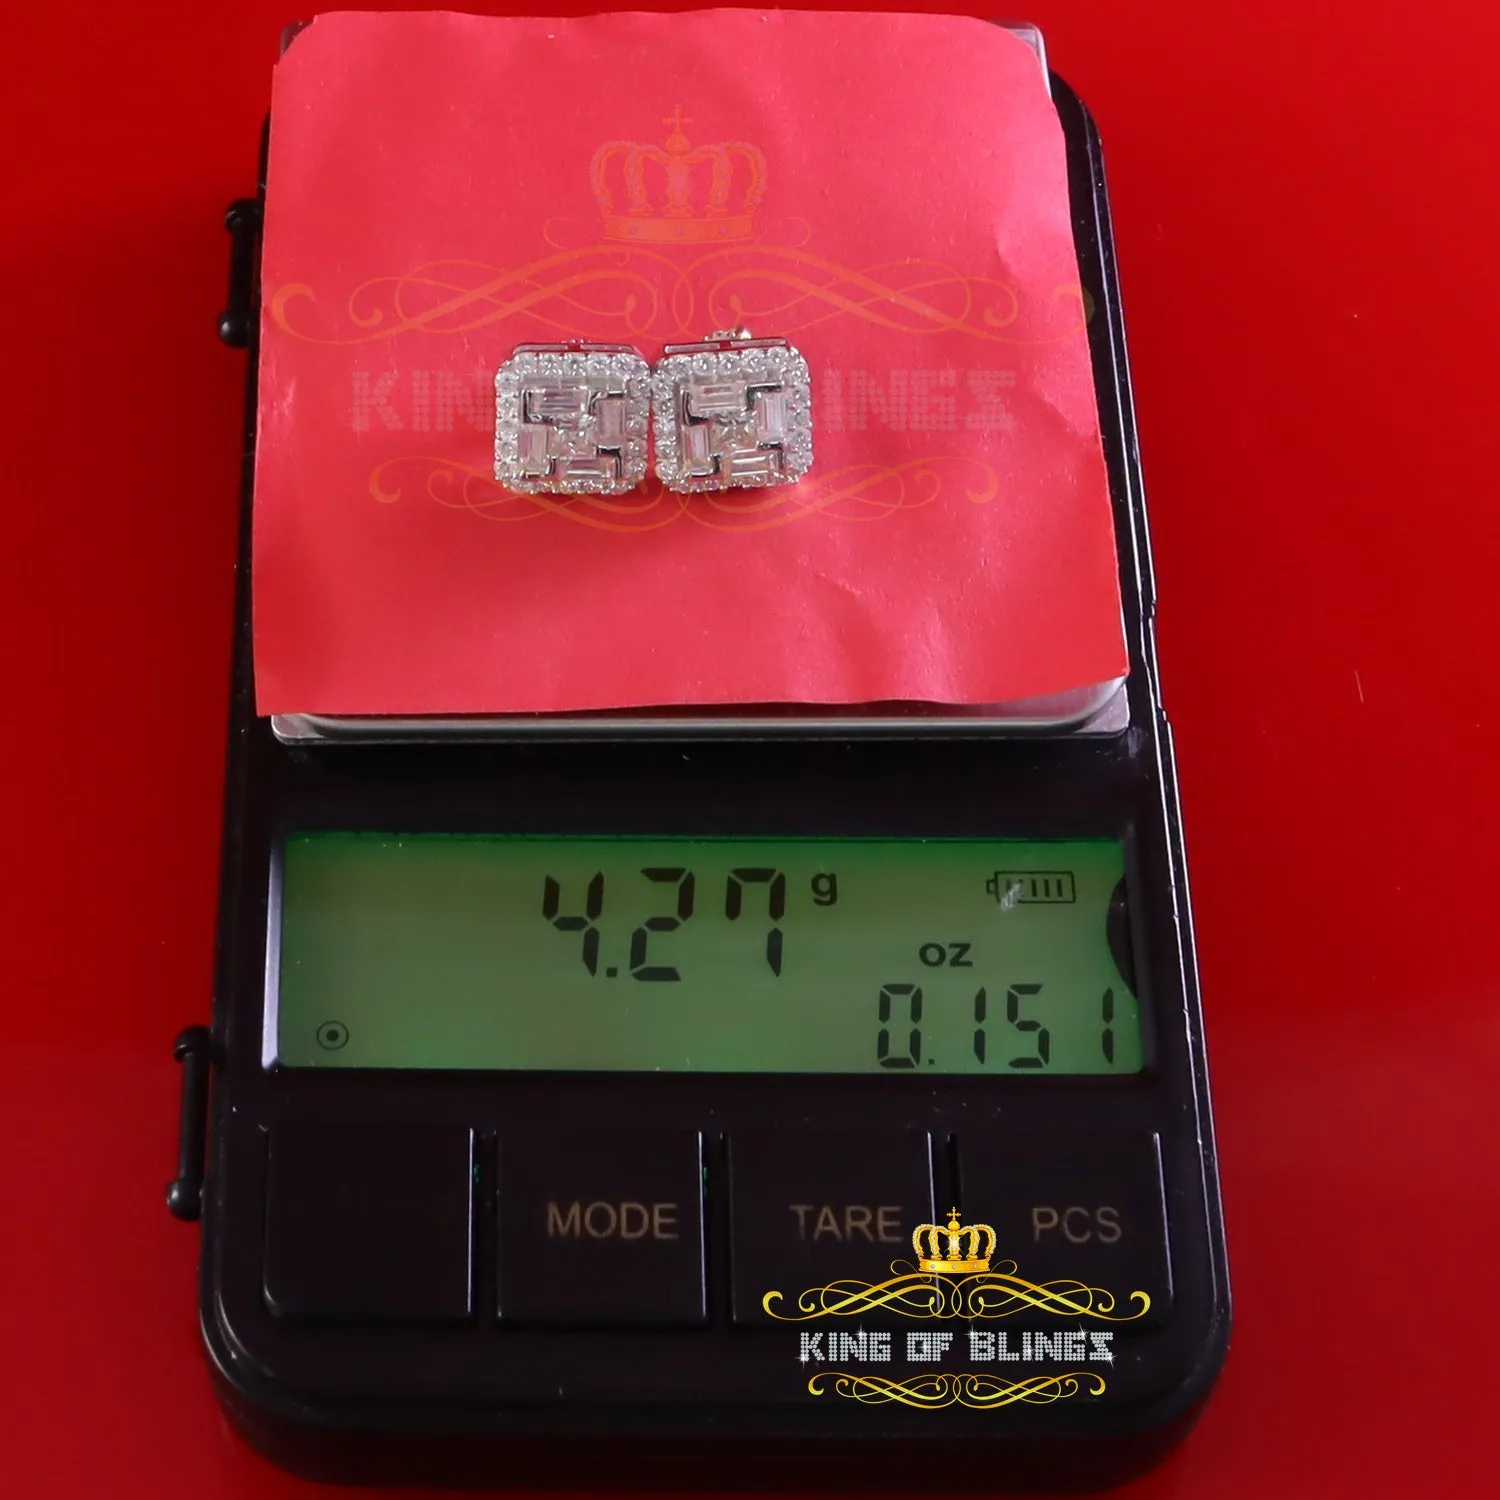 KING OF BLINGS
4.27 g
oz
0.151
MODE TARE PCS
KING OF BLINGS